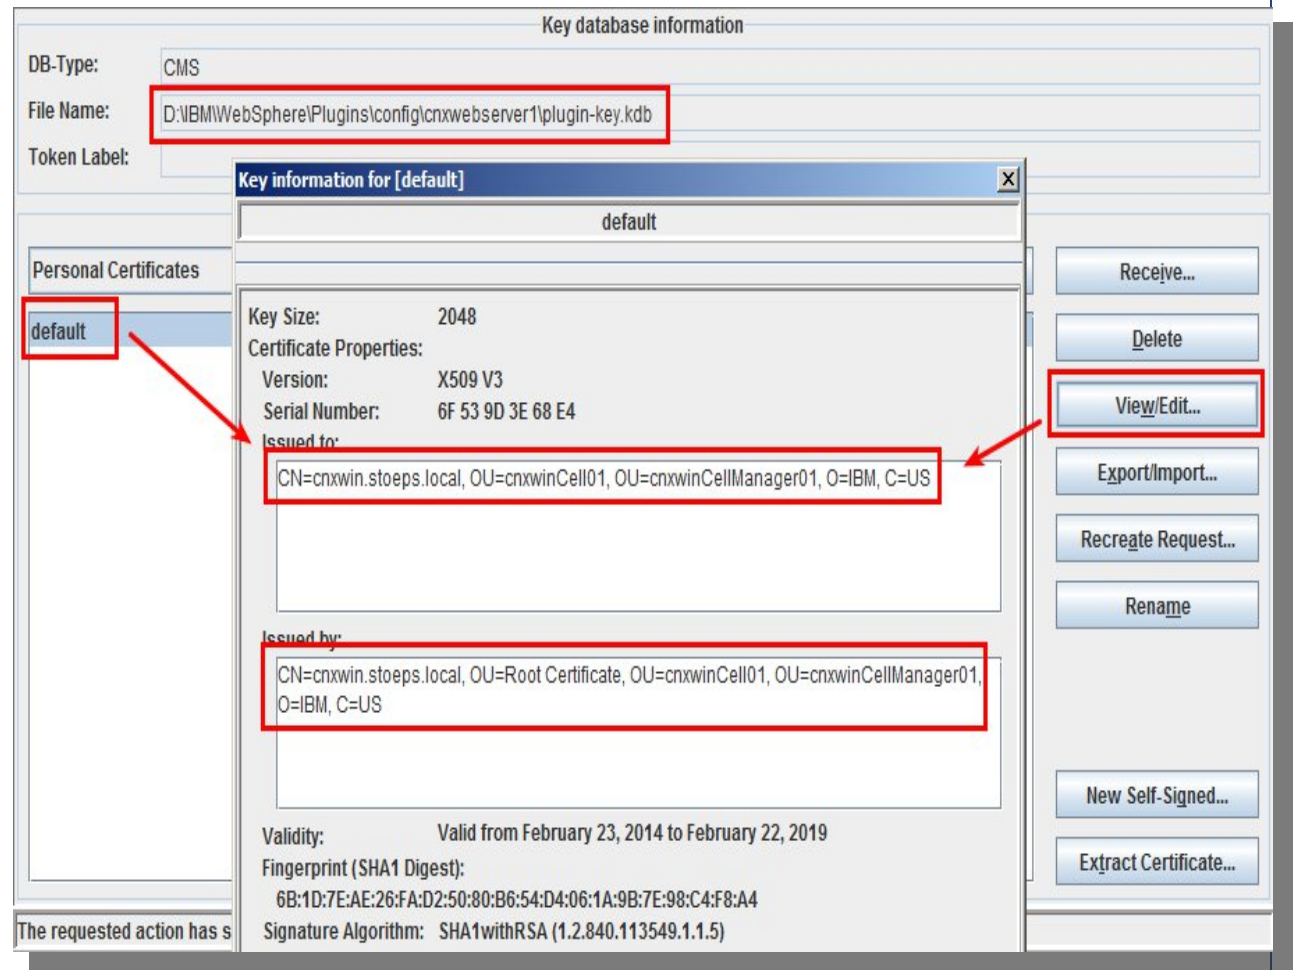 Key database information
DB-Type: CMS
File Name: D:\IBM\WebSphere\Plugins\config\cnxwebserver1\plugin-key.kdb
Token Label:
Key information for [default]
default
Personal Certificates
default
Key Size: 2048
Certificate Properties:
Version: X509 V3
Serial Number: 6F 53 9D 3E 68 E4
Issued to:
CN=cnxwin.stoeps.local, OU=cnxwinCell01, OU=cnxwinCellManager01, O=IBM, C=US
Issued by:
CN=cnxwin.stoeps.local, OU=Root Certificate, OU=cnxwinCell01, OU=cnxwinCellManager01,
O=IBM, C=US
Validity: Valid from February 23, 2014 to February 22, 2019
Fingerprint (SHA1 Digest):
6B:1D:7E:AE:26:FA:D2:50:80:B6:54:D4:06:1A:9B:7E:98:C4:F8:A4
Signature Algorithm: SHA1withRSA (1.2.840.113549.1.1.5)
Receive...
Delete
View/Edit...
Export/Import...
Recreate Request...
Rename
New Self-Signed...
Extract Certificate...
The requested action has s